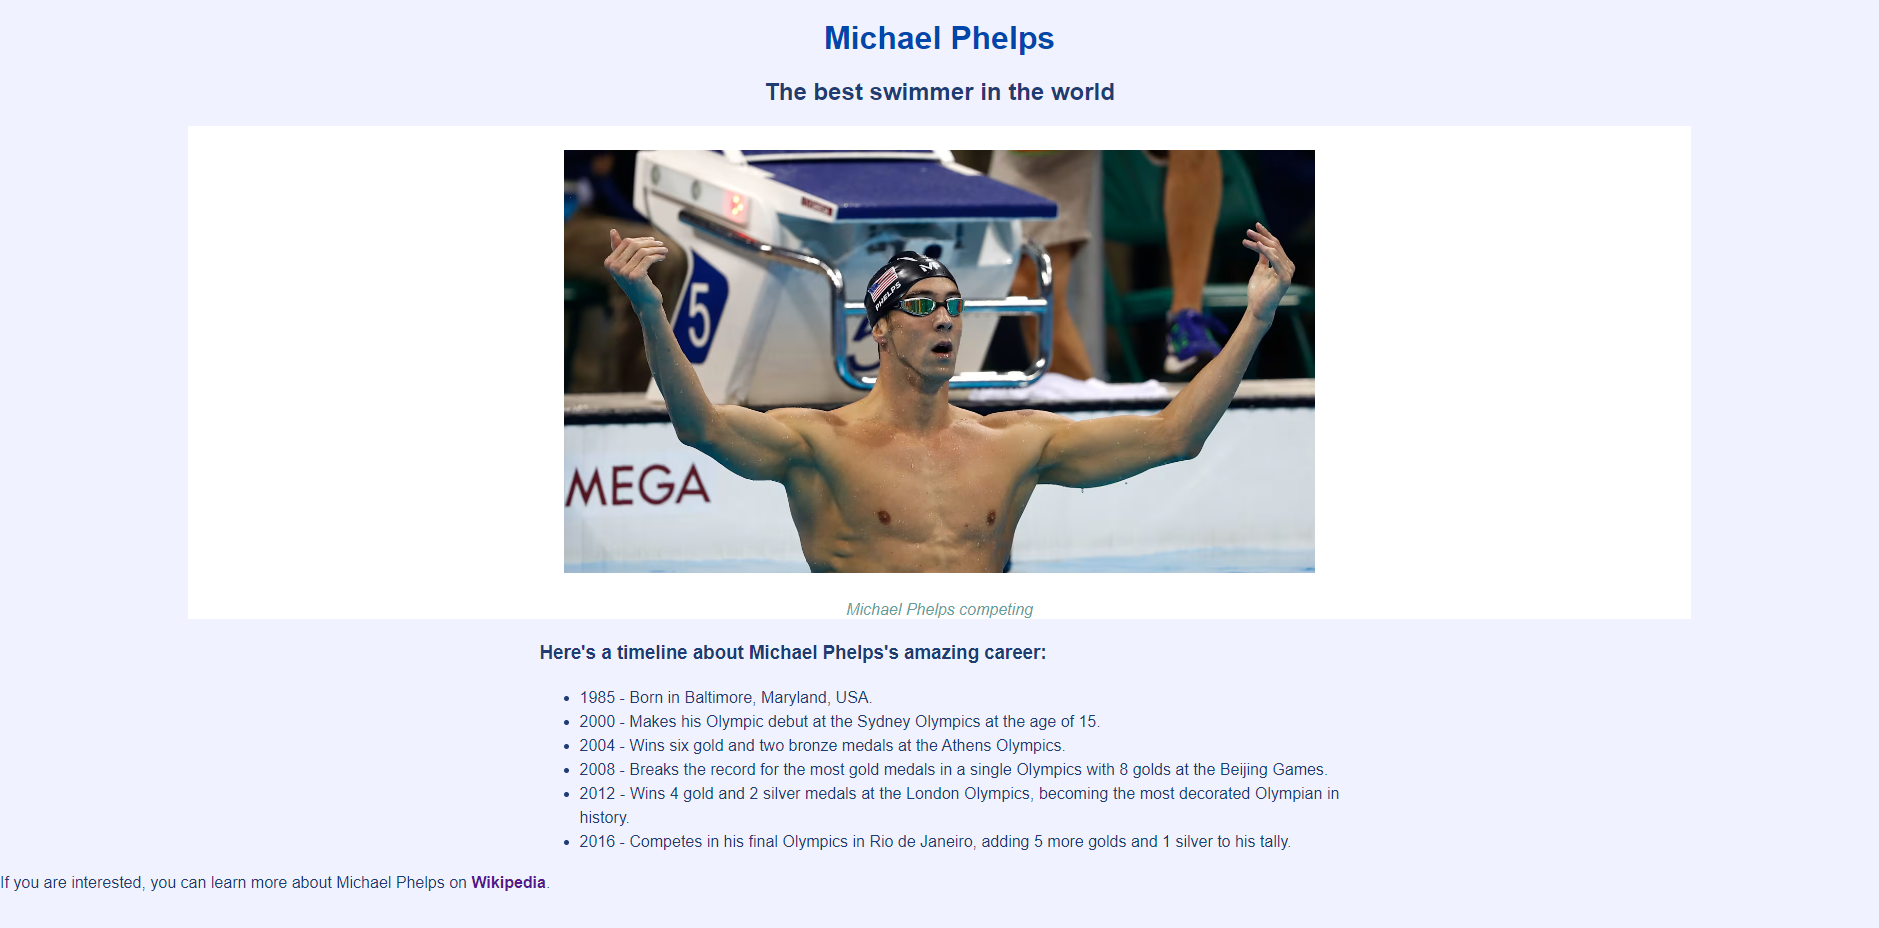 Michael Phelps
The best swimmer in the world
5
PHELPS
MEGA
Michael Phelps competing
Here's a timeline about Michael Phelps's amazing career:
1985 - Born in Baltimore, Maryland, USA.
2000 - Makes his Olympic debut at the Sydney Olympics at the age of 15.
2004 - Wins six gold and two bronze medals at the Athens Olympics.
2008 - Breaks the record for the most gold medals in a single Olympics with 8 golds at the Beijing Games.
2012 - Wins 4 gold and 2 silver medals at the London Olympics, becoming the most decorated Olympian in
history.
2016 - Competes in his final Olympics in Rio de Janeiro, adding 5 more golds and 1 silver to his tally.
If you are interested, you can learn more about Michael Phelps on Wikipedia.